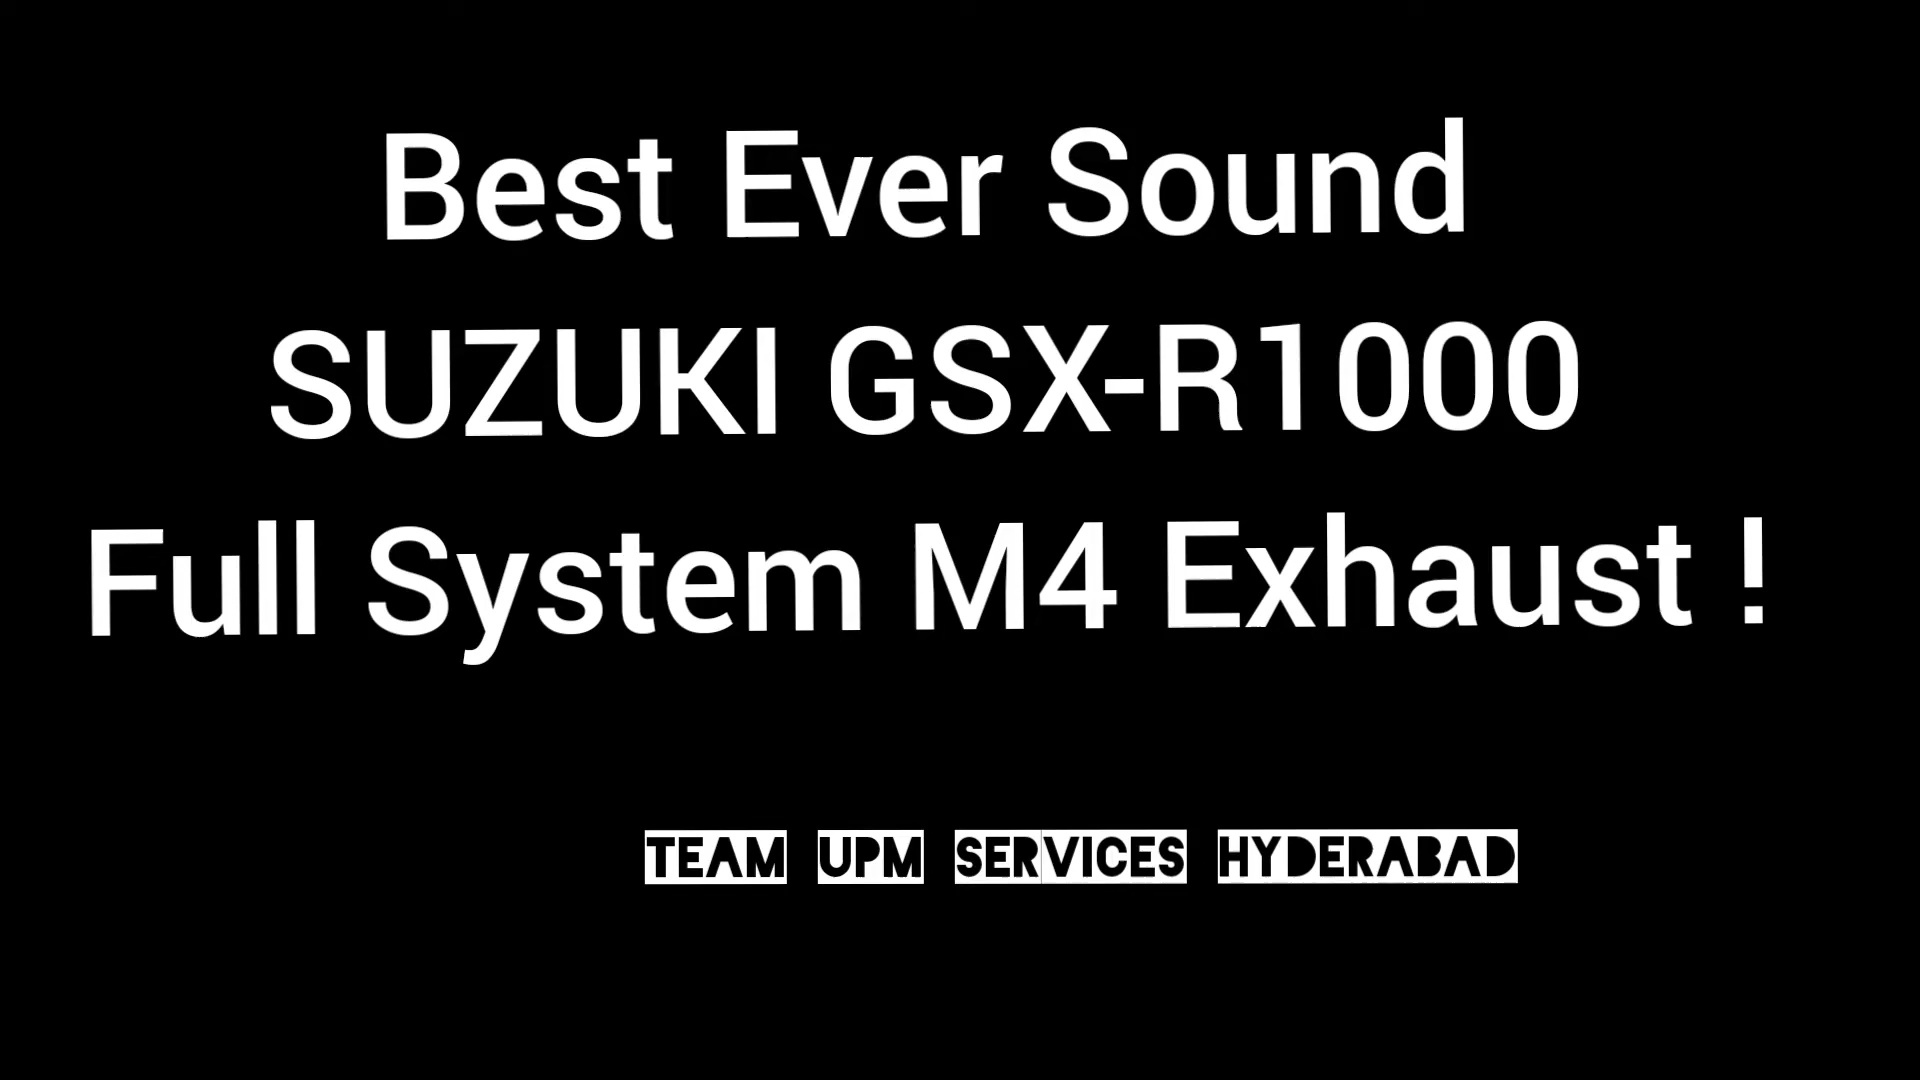 Best Ever Sound
SUZUKI GSX-R1000
Full System M4 Exhaust !
TEAM UPM SERVICES HYDERABAD